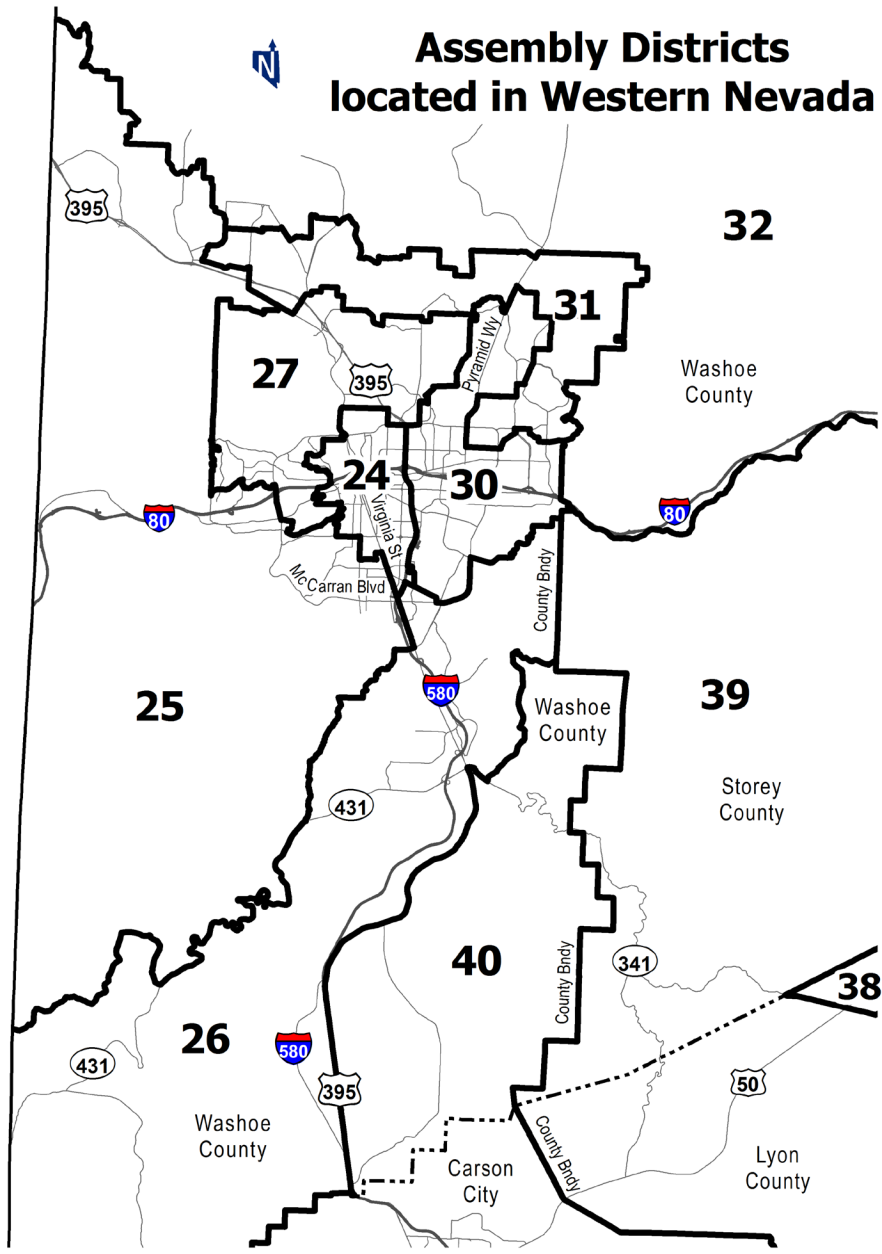 Assembly Districts
located in Western Nevada
N
395
32
31
Pyramid Wy
27
395
Washoe
County
24
30
80
80
Virginia St
McCarran Blvd
County Bndy
580
25
Washoe
County
39
431
Storey
County
40
County Bndy
341
38
26
580
431
395
50
Washoe
County
Carson
City
County Bndy
Lyon
County